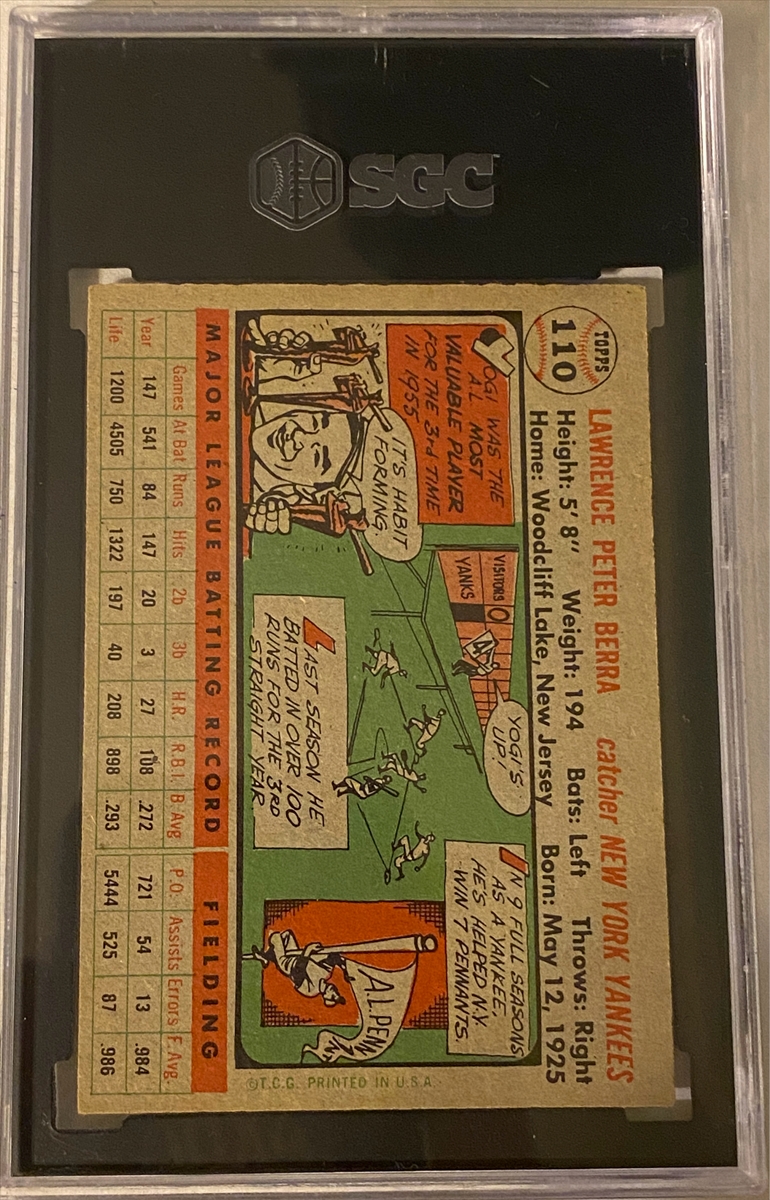 SGC
TOPPS
110
LAWRENCE PETER BERRA catcher NEW YORK YANKEES
Height: 5' 8" Weight: 194 Bats: Left Throws: Right
Home: Woodcliff Lake, New Jersey Born: May 12, 1925
YOGI WAS THE
A.L. MOST
VALUABLE PLAYER
FOR THE 3rd TIME
IN 1955
IT'S HABIT
FORMING.
VISITORS 0
YANKS 4
YOGI'S
UP!
LAST SEASON HE
BATTED IN OVER 100
RUNS FOR THE 3RD
STRAIGHT YEAR
IN 9 FULL SEASONS
AS A YANKEE,
HE'S HELPED N.Y.
WIN 7 PENNANTS.
A.L. PENN
MAJOR LEAGUE BATTING RECORD FIELDING
Games At Bat Runs Hits 2b 3b H.R. R.B.I. B Avg P.O. Assists Errors F. Avg.
Year 147 541 84 147 20 3 27 108 .272 721 54 13 .984
Life 1200 4505 750 1322 197 40 208 898 .293 5444 525 87 .986
©T.C.G. PRINTED IN U.S.A.